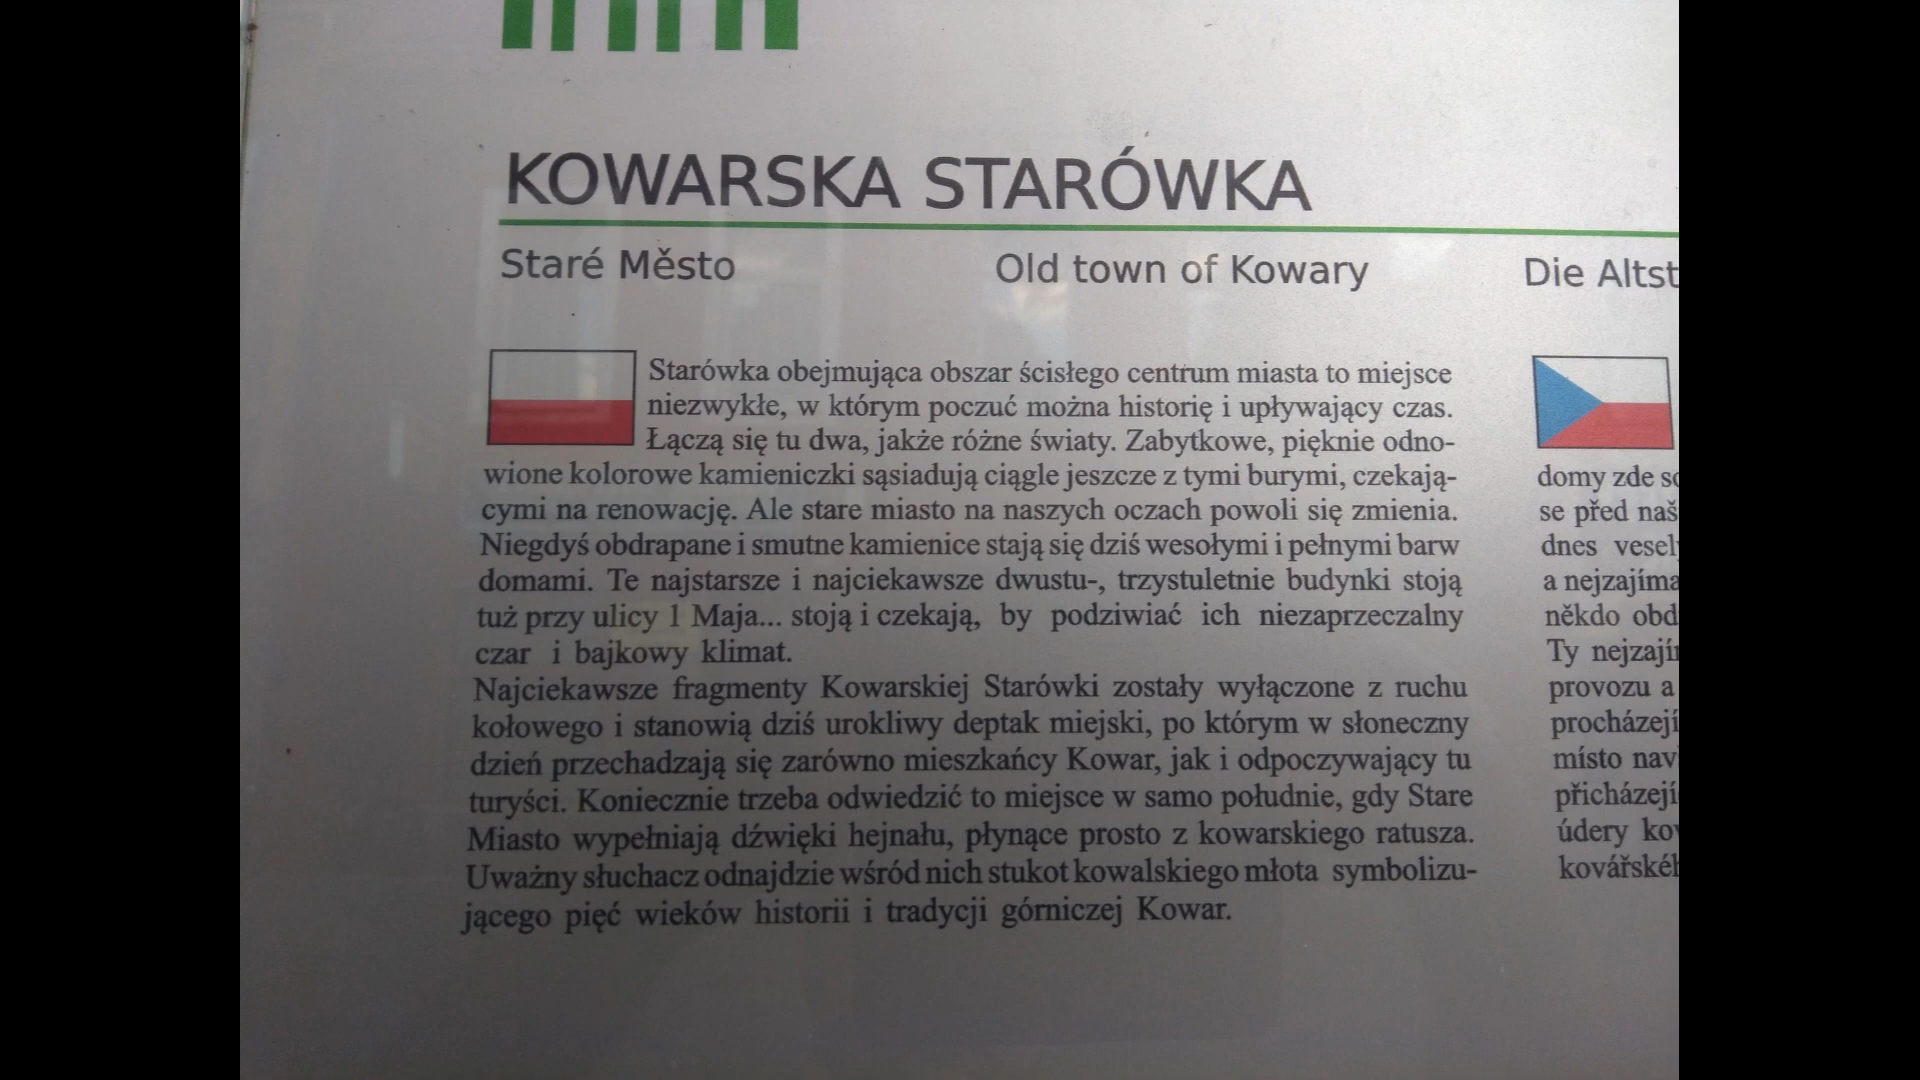 KOWARSKA STARÓWKA
Staré Město
Old town of Kowary
Die
Starówka obejmująca obszar ścisłego centrum miasta to miejsce
niezwykłe, w którym poczuć można historię i upływający czas.
Łączą się tu dwa, jakże różne światy. Zabytkowe, pięknie odno-
wione kolorowe kamieniczki sąsiadują ciągle jeszcze z tymi burymi, czekają-
cymi na renowację. Ale stare miasto na naszych oczach powoli się zmienia.
Niegdyś obdrapane i smutne kamienice stają się dziś wesołymi i pełnymi barw
domami. Te najstarsze i najciekawsze dwustu-, trzystuletnie budynki stoją
tuż przy ulicy 1 Maja... stoją i czekają, by podziwiać ich niezaprzeczalny
czar i bajkowy klimat.
Najciekawsze fragmenty Kowarskiej Starówki zostały wyłączone z ruchu
kołowego i stanowią dziś urokliwy deptak miejski, po którym w słoneczny
dzień przechadzają się zarówno mieszkańcy Kowar, jak i odpoczywający tu
turyści. Koniecznie trzeba odwiedzić to miejsce w samo południe, gdy Stare
Miasto wypełniają dźwięki hejnału, płynące prosto z kowarskiego ratusza.
Uważny słuchacz odnajdzie wśród nich stukot kowalskiego młota symbolizu-
jącego pięć wieków historii i tradycji górniczej Kowar.
domy zde
se před
dnes
a
někdo
Ty
provozu a
místo
údery